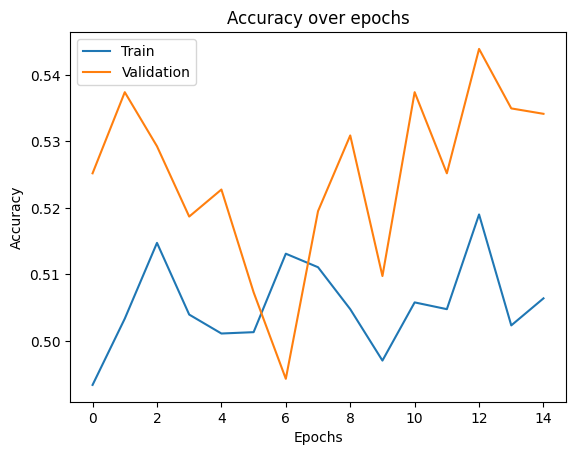 Accuracy over epochs
Train
Validation
Accuracy
0.54
0.53
0.52
0.51
0.50
0 2 4 6 8 10 12 14
Epochs